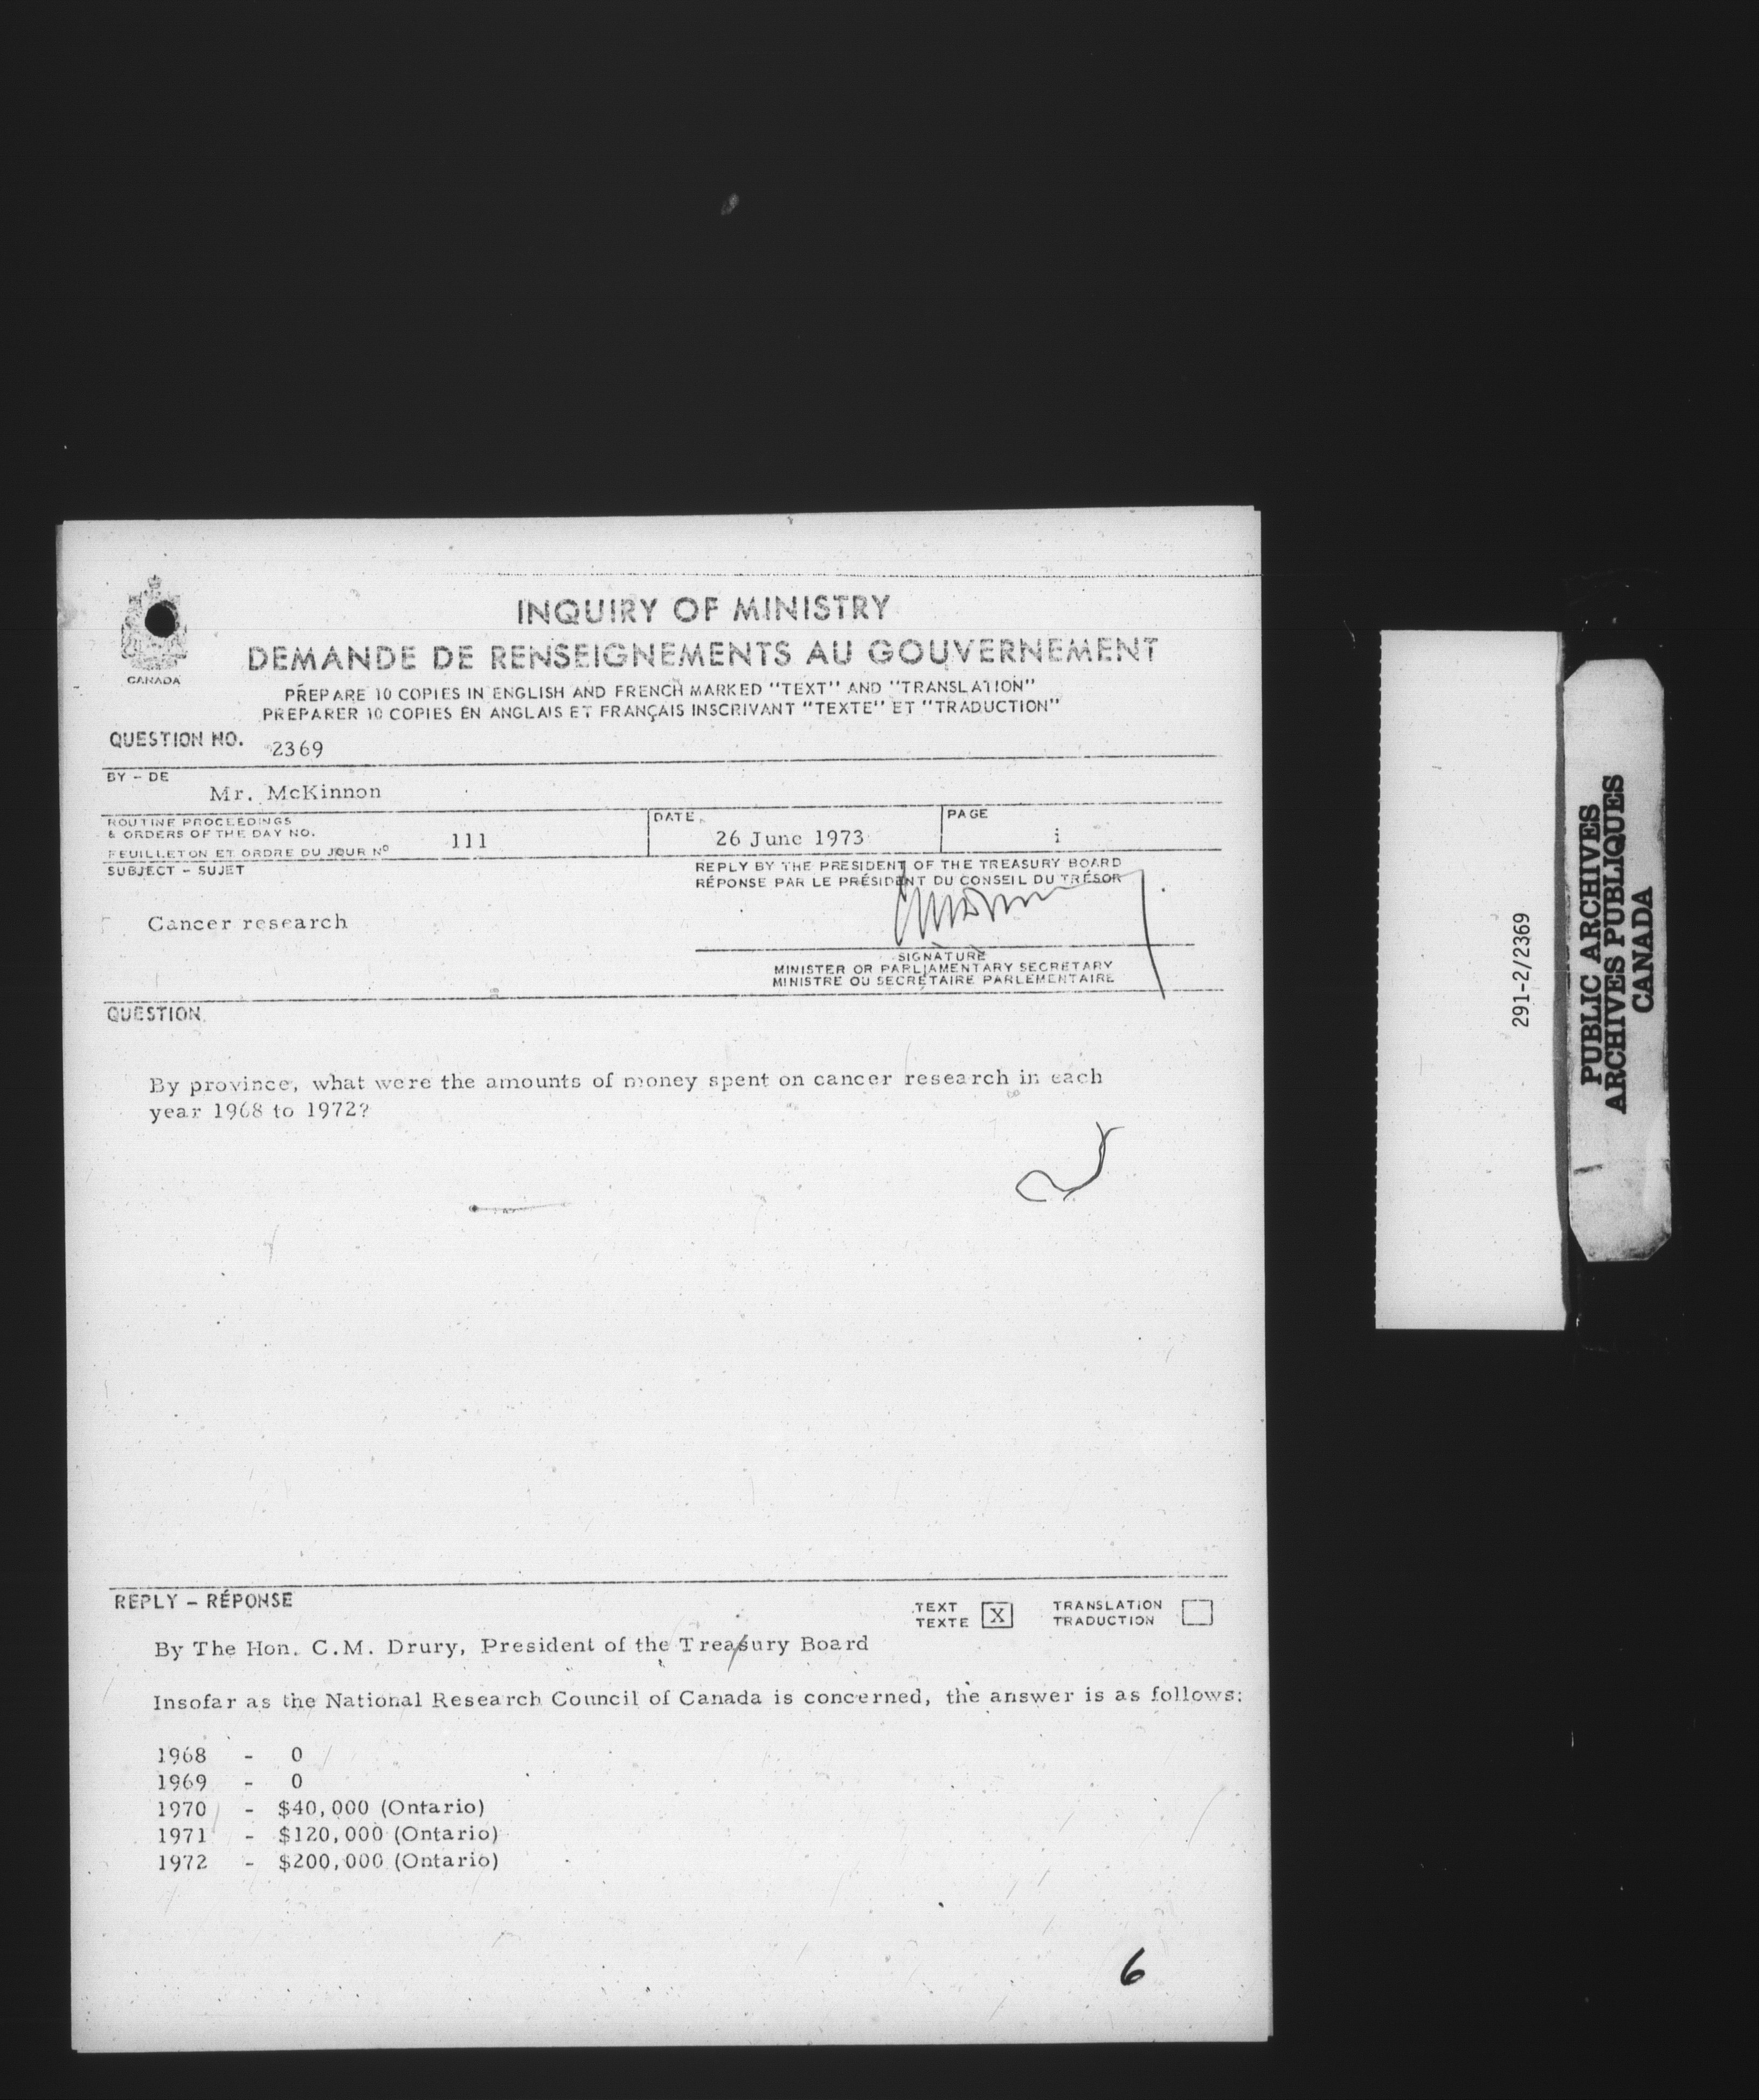 CANADA
INQUIRY OF MINISTRY
DEMANDE DE RENSEIGNEMENTS AU GOUVERNEMENT
PREPARE 10 COPIES IN ENGLISH AND FRENCH MARKED "TEXT" AND "TRANSLATION"
PREPARER 10 COPIES EN ANGLAIS ET FRANÇAIS INSCRIVANT "TEXTE" ET "TRADUCTION"
QUESTION NO. 2369
BY - DE
Mr. McKinnon
ROUTINE PROCEEDINGS
& ORDERS OF THE DAY NO.
FEUILLETON ET ORDRE DU JOUR Nº 111
DATE
26 June 1973
PAGE
i
SUBJECT - SUJET
Cancer research
REPLY BY THE PRESIDENT OF THE TREASURY BOARD
RÉPONSE PAR LE PRÉSIDENT DU CONSEIL DU TRÉSOR
SIGNATURE
MINISTER OR PARLIAMENTARY SECRETARY
MINISTRE OU SECRÉTAIRE PARLEMENTAIRE
QUESTION
By province, what were the amounts of money spent on cancer research in each
year 1968 to 1972?
REPLY - RÉPONSE
TEXT
TEXTE X
TRANSLATION
TRADUCTION
By The Hon. C.M. Drury, President of the Treasury Board
Insofar as the National Research Council of Canada is concerned, the answer is as follows:
1968 - 0
1969 - 0
1970 - $40,000 (Ontario)
1971 - $120,000 (Ontario)
1972 - $200,000 (Ontario)
6
291-2/2369
PUBLIC ARCHIVES
ARCHIVES PUBLIQUES
CANADA